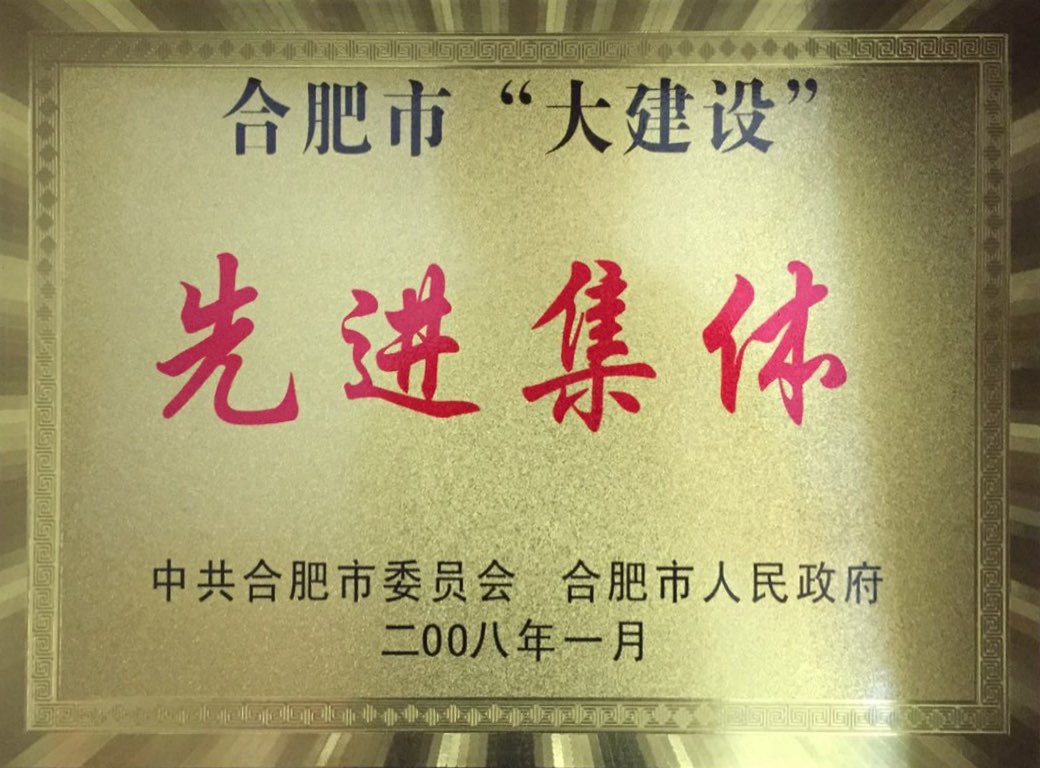 合肥市“大建设”
先进集体
中共合肥市委员会 合肥市人民政府
二00八年一月